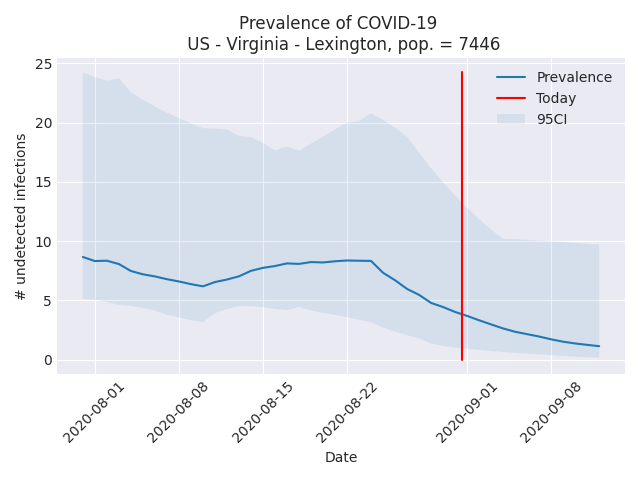 Prevalence of COVID-19
US - Virginia - Lexington, pop. = 7446
# undetected infections
25
20
15
10
5
0
Prevalence
Today
95CI
2020-08-01
2020-08-08
2020-08-15
2020-08-22
2020-09-01
2020-09-08
Date